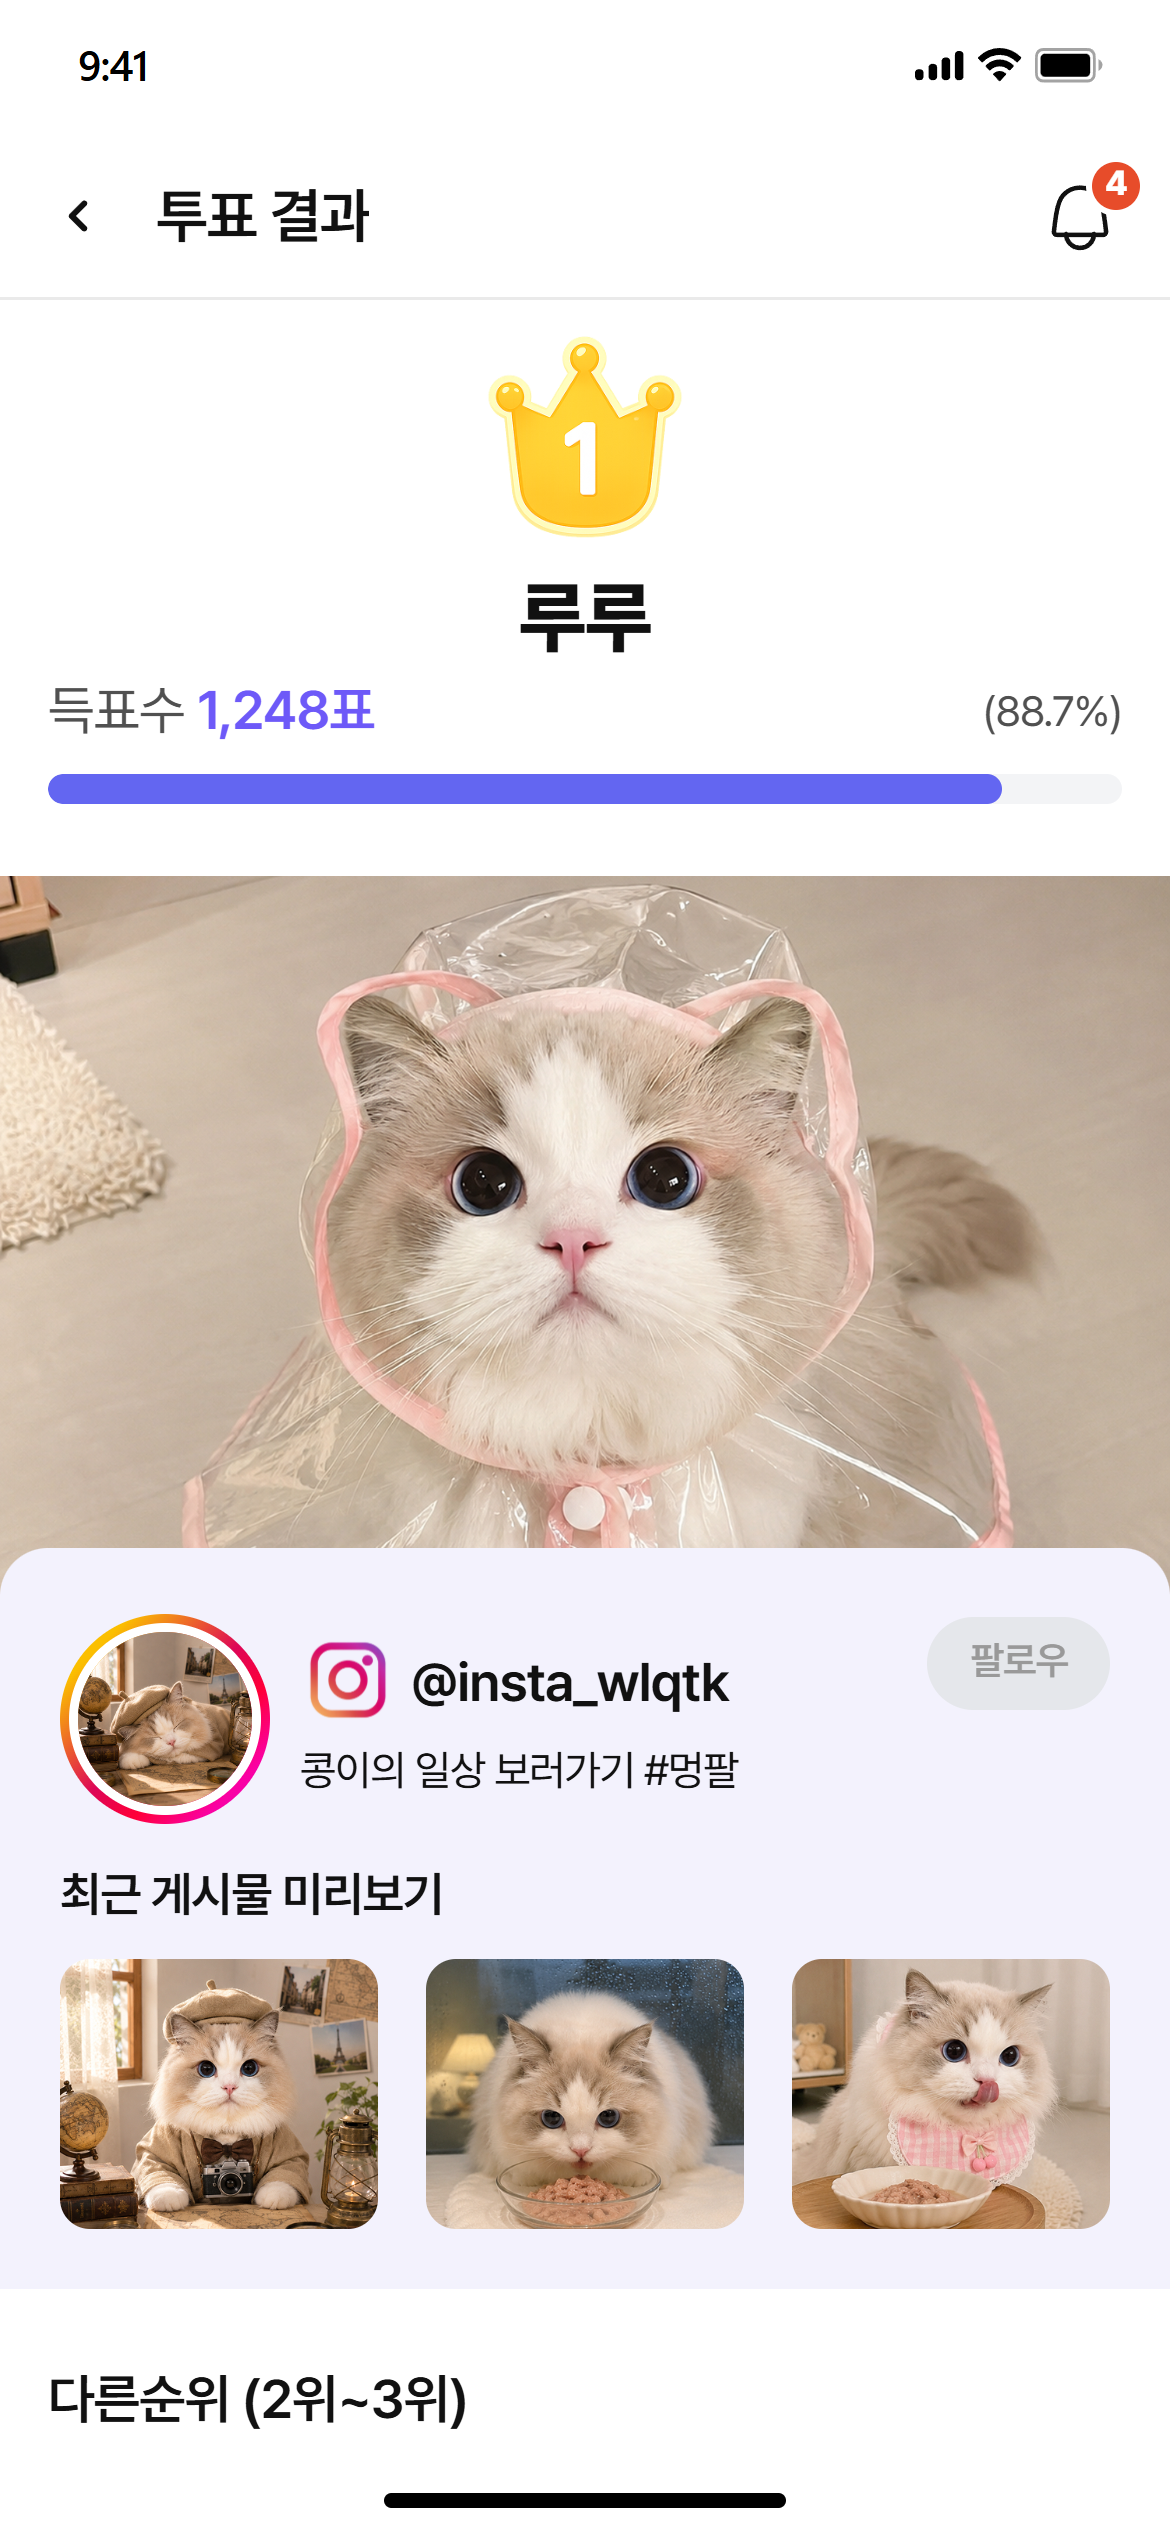 9:41
투표 결과
4
1
루루
득표수 1,248표
(88.7%)
@insta_wlqtk
팔로우
콩이의 일상 보러가기 #멍팔
최근 게시물 미리보기
다른순위 (2위~3위)